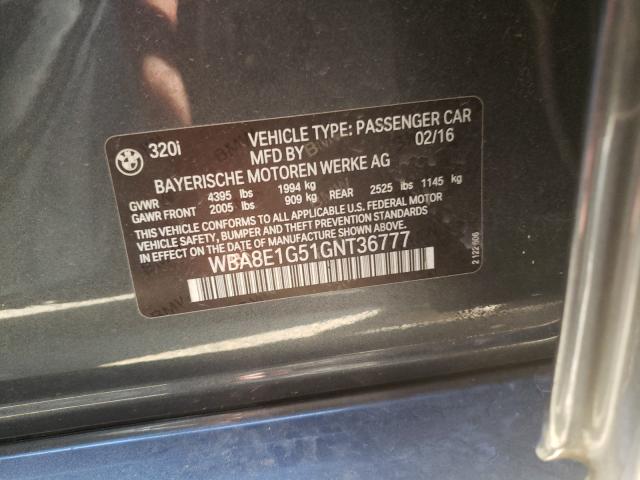 320i VEHICLE TYPE: PASSENGER CAR
MFD BY 02/16
BAYERISCHE MOTOREN WERKE AG
GVWR 4395 lbs 1994 kg
GAWR FRONT 2005 lbs 909 kg REAR 2525 lbs 1145 kg
THIS VEHICLE CONFORMS TO ALL APPLICABLE U.S. FEDERAL MOTOR
VEHICLE SAFETY, BUMPER, AND THEFT PREVENTION STANDARDS
IN EFFECT ON THE DATE OF MANUFACTURE SHOWN ABOVE.
WBA8E1G51GNT36777